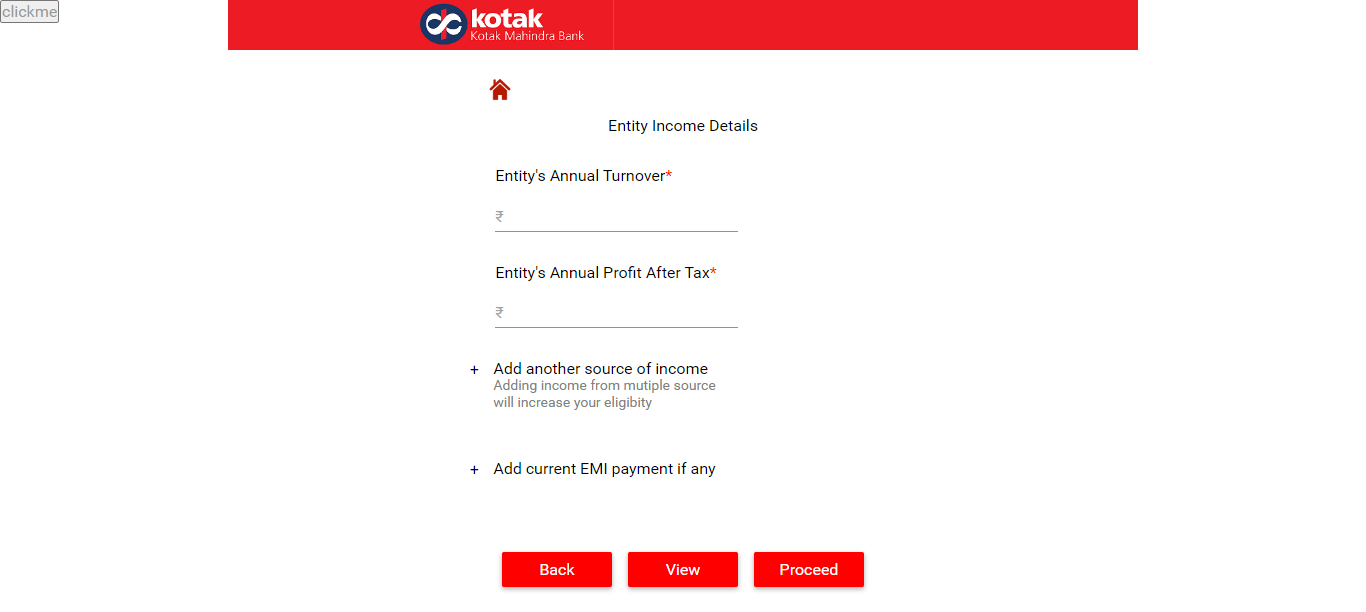 clickme
kotak
Kotak Mahindra Bank
Entity Income Details
Entity's Annual Turnover*
₹
Entity's Annual Profit After Tax*
₹
+ Add another source of income
Adding income from mutiple source
will increase your eligibity
+ Add current EMI payment if any
Back View Proceed